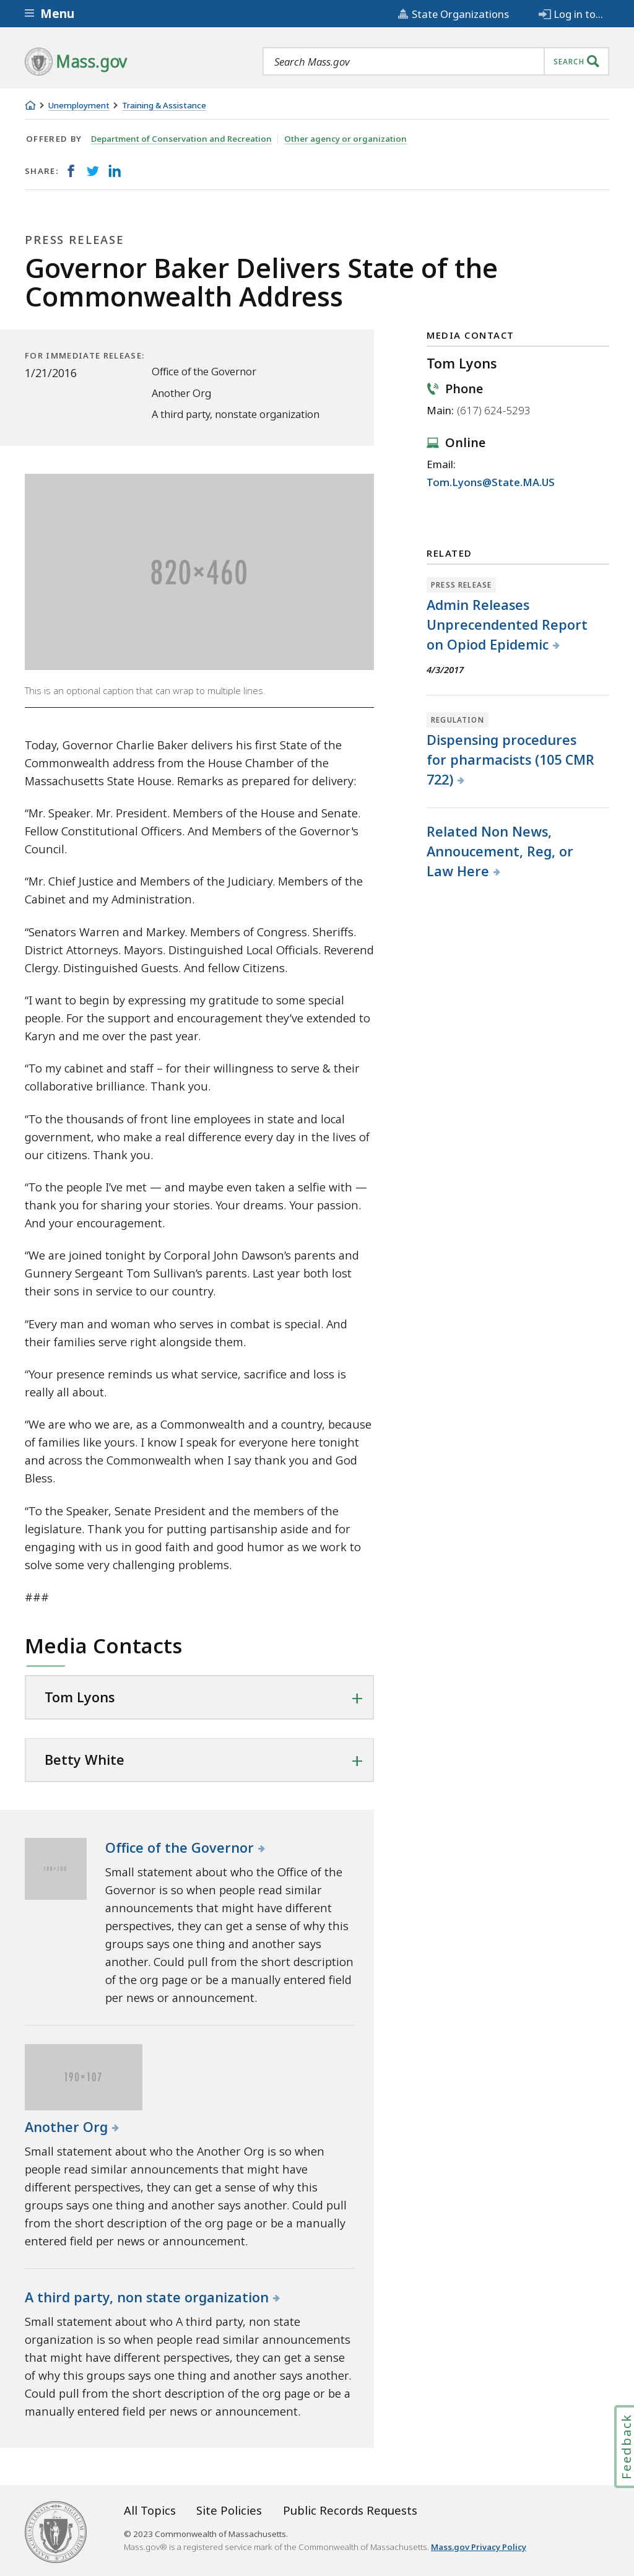 Menu
State Organizations
Log in to...
Mass.gov
Search Mass.gov
SEARCH
Unemployment
Training & Assistance
OFFERED BY
Department of Conservation and Recreation
Other agency or organization
SHARE:
PRESS RELEASE
Governor Baker Delivers State of the
Commonwealth Address
FOR IMMEDIATE RELEASE:
1/21/2016
Office of the Governor
Another Org
A third party, nonstate organization
820×460
This is an optional caption that can wrap to multiple lines.
Today, Governor Charlie Baker delivers his first State of the
Commonwealth address from the House Chamber of the
Massachusetts State House. Remarks as prepared for delivery:
“Mr. Speaker. Mr. President. Members of the House and Senate.
Fellow Constitutional Officers. And Members of the Governor's
Council.
“Mr. Chief Justice and Members of the Judiciary. Members of the
Cabinet and my Administration.
“Senators Warren and Markey. Members of Congress. Sheriffs.
District Attorneys. Mayors. Distinguished Local Officials. Reverend
Clergy. Distinguished Guests. And fellow Citizens.
“I want to begin by expressing my gratitude to some special
people. For the support and encouragement they’ve extended to
Karyn and me over the past year.
“To my cabinet and staff – for their willingness to serve & their
collaborative brilliance. Thank you.
“To the thousands of front line employees in state and local
government, who make a real difference every day in the lives of
our citizens. Thank you.
“To the people I’ve met — and maybe even taken a selfie with —
thank you for sharing your stories. Your dreams. Your passion.
And your encouragement.
“We are joined tonight by Corporal John Dawson’s parents and
Gunnery Sergeant Tom Sullivan’s parents. Last year both lost
their sons in service to our country.
“Every man and woman who serves in combat is special. And
their families serve right alongside them.
“Your presence reminds us what service, sacrifice and loss is
really all about.
“We are who we are, as a Commonwealth and a country, because
of families like yours. I know I speak for everyone here tonight
and across the Commonwealth when I say thank you and God
Bless.
“To the Speaker, Senate President and the members of the
legislature. Thank you for putting partisanship aside and for
engaging with us in good faith and good humor as we work to
solve some very challenging problems.
###
Media Contacts
Tom Lyons
+
Betty White
+
100×100
Office of the Governor
Small statement about who the Office of the
Governor is so when people read similar
announcements that might have different
perspectives, they can get a sense of why this
groups says one thing and another says
another. Could pull from the short description
of the org page or be a manually entered field
per news or announcement.
190×107
Another Org
Small statement about who the Another Org is so when
people read similar announcements that might have
different perspectives, they can get a sense of why this
groups says one thing and another says another. Could pull
from the short description of the org page or be a manually
entered field per news or announcement.
A third party, non state organization
Small statement about who A third party, non state
organization is so when people read similar announcements
that might have different perspectives, they can get a sense
of why this groups says one thing and another says another.
Could pull from the short description of the org page or be a
manually entered field per news or announcement.
MEDIA CONTACT
Tom Lyons
Phone
Main: (617) 624-5293
Online
Email:
Tom.Lyons@State.MA.US
RELATED
PRESS RELEASE
Admin Releases
Unprecendented Report
on Opiod Epidemic
4/3/2017
REGULATION
Dispensing procedures
for pharmacists (105 CMR
722)
Related Non News,
Annoucement, Reg, or
Law Here
Feedback
All Topics
Site Policies
Public Records Requests
© 2023 Commonwealth of Massachusetts.
Mass.gov® is a registered service mark of the Commonwealth of Massachusetts. Mass.gov Privacy Policy